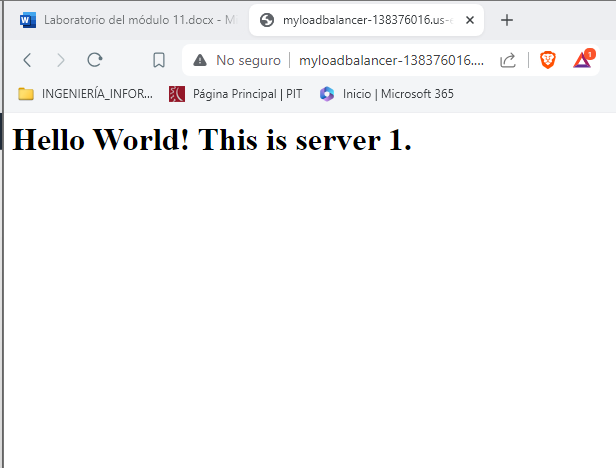 Laboratorio del módulo 11.docx - M
myloadbalancer-138376016.us-e
No seguro
myloadbalancer-138376016....
5
INGENIERÍA_INFOR...
Página Principal | PIT
Inicio | Microsoft 365
Hello World! This is server 1.